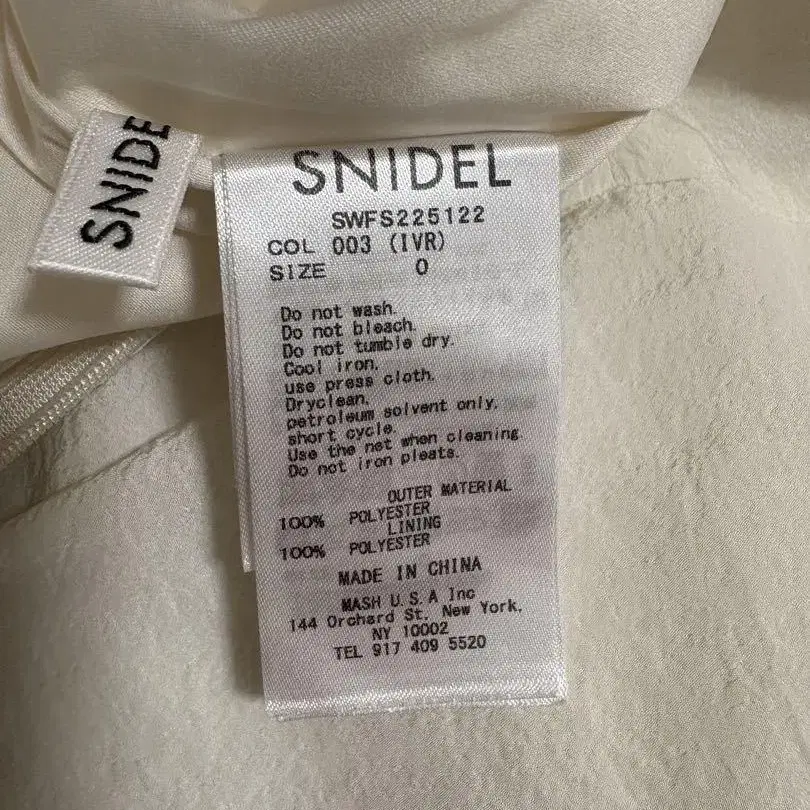 SNIDE
SNIDEL
SWFS225122
COL 003 (IVR)
SIZE 0
Do not wash.
Do not bleach.
Do not tumble dry.
Cool iron.
use press cloth.
Dryclean.
petroleum solvent only.
short cycle.
Use the net when cleaning.
Do not iron pleats.
OUTER MATERIAL
100% POLYESTER
LINING
100% POLYESTER
MADE IN CHINA
MASH U.S.A Inc
144 Orchard St, New York,
NY 10002
TEL 917 409 5520